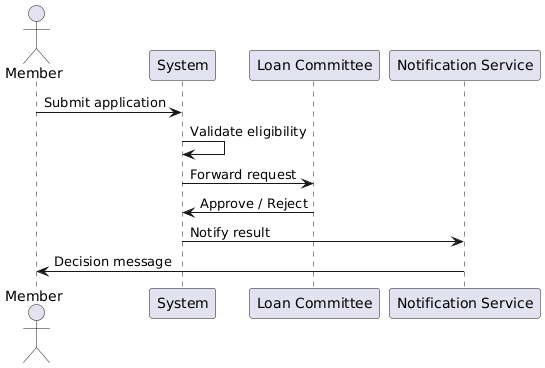 Member
System
Loan Committee
Notification Service
Submit application
Validate eligibility
Forward request
Approve / Reject
Notify result
Decision message
Member
System
Loan Committee
Notification Service